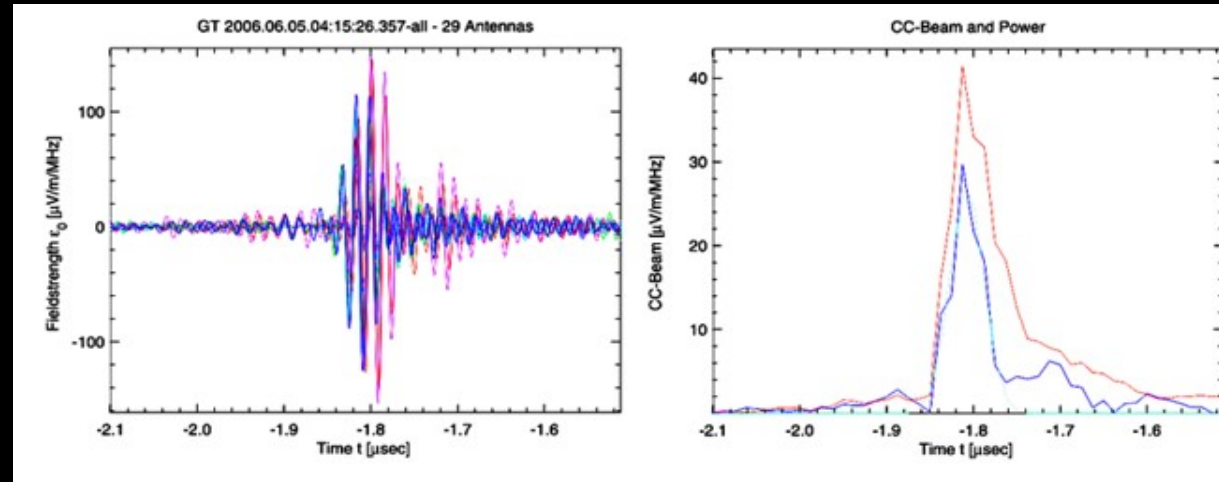 GT 2006.06.05.04:15:26.357-all - 29 Antennas
Fieldstrength ε₀ [μV/m/MHz]
100
0
-100
-2.1 -2.0 -1.9 -1.8 -1.7 -1.6
Time t [μsec]
CC-Beam and Power
CC-Beam [μV/m/MHz]
40
30
20
10
-2.1 -2.0 -1.9 -1.8 -1.7 -1.6
Time t [μsec]